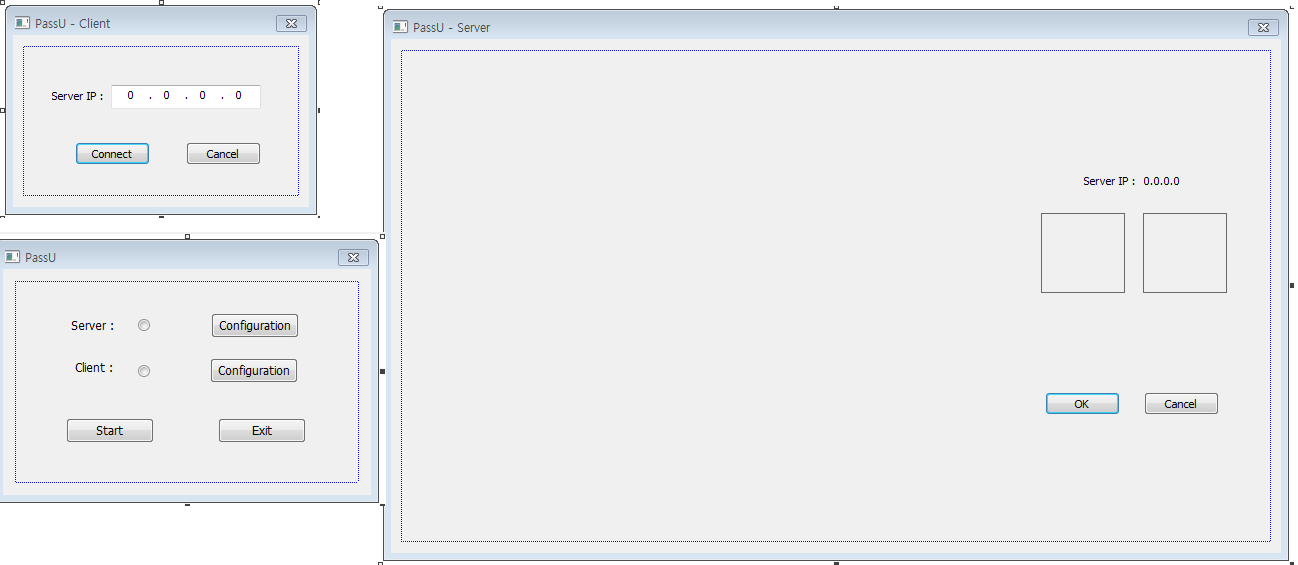 PassU - Client
Server IP : 0 . 0 . 0 . 0
Connect Cancel
PassU
Server : Configuration
Client : Configuration
Start Exit
PassU - Server
Server IP : 0.0.0.0
OK Cancel